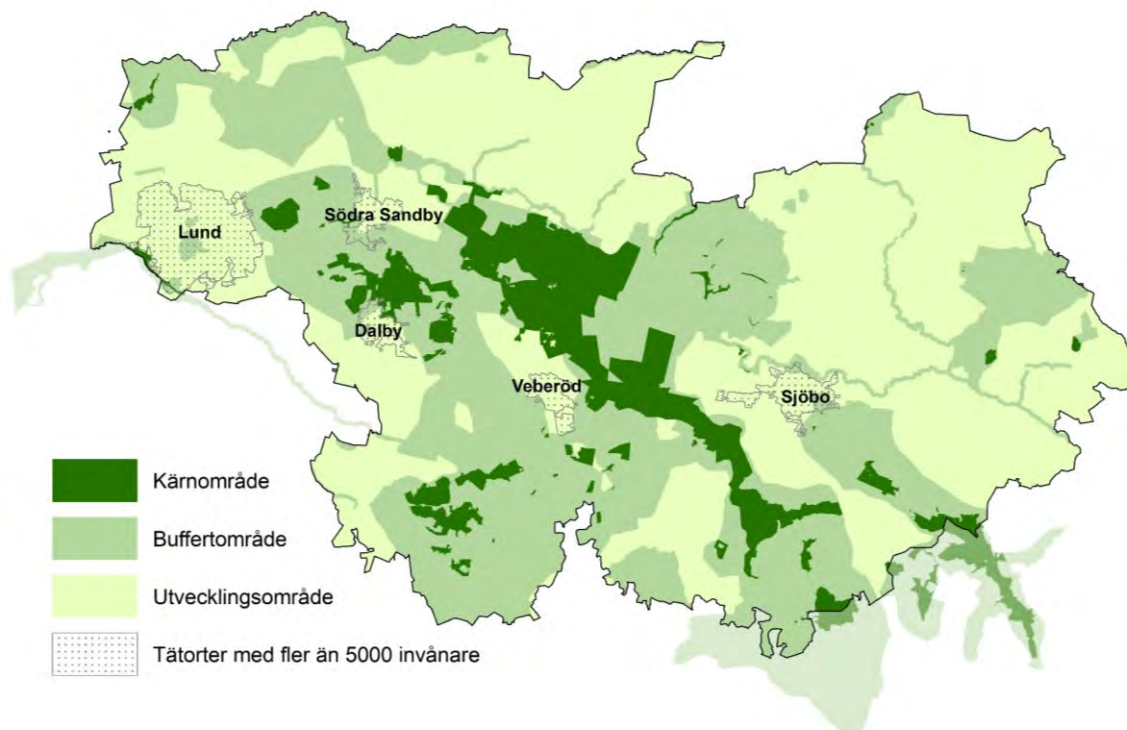 Södra Sandby
Lund
Dalby
Veberöd
Sjöbo
Kärnområde
Buffertområde
Utvecklingsområde
Tätorter med fler än 5000 invånare